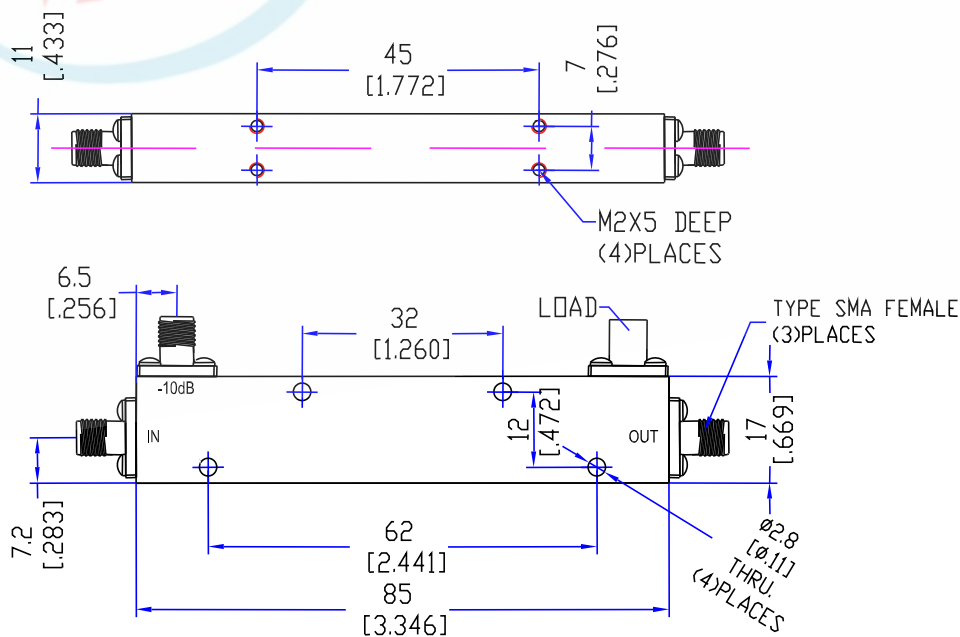 11
[.433]
45
[1.772]
7
[.276]
M2X5 DEEP
(4)PLACES
6.5
[.256]
32
[1.260]
LOAD
TYPE SMA FEMALE
(3)PLACES
-10dB
IN
OUT
12
[.472]
17
[.669]
7.2
[.283]
62
[2.441]
85
[3.346]
ø2.8
[ø.11]
THRU.
(4)PLACES